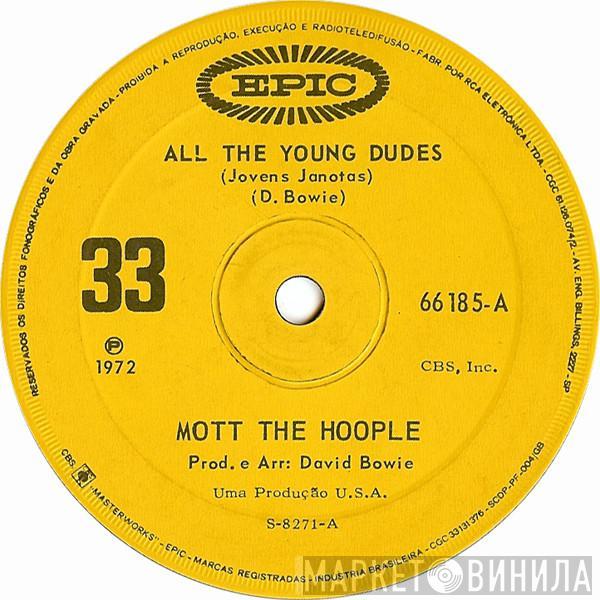 RESERVADOS OS DIREITOS FONOGRÁFICOS E DA OBRA GRAVADA - PROIBIDA A REPRODUÇÃO, EXECUÇÃO E RADIOTELEDIFUSÃO - FABR. POR RCA ELETRÔNICA LTDA. - CGC 61.126.074/2 - AV. ENG. BILLINGS, 2227 - SP
EPIC
ALL THE YOUNG DUDES
(Jovens Janotas)
(D. Bowie)
33
66185-A
℗
1972
CBS, Inc.
MOTT THE HOOPLE
Prod. e Arr: David Bowie
Uma Produção U.S.A.
S-8271-A
CBS, "MASTERWORKS" - EPIC - MARCAS REGISTRADAS - INDÚSTRIA BRASILEIRA - CGC 33131376 - SCDP-PF-004/GB
МАРКЕТ ВИНИЛА